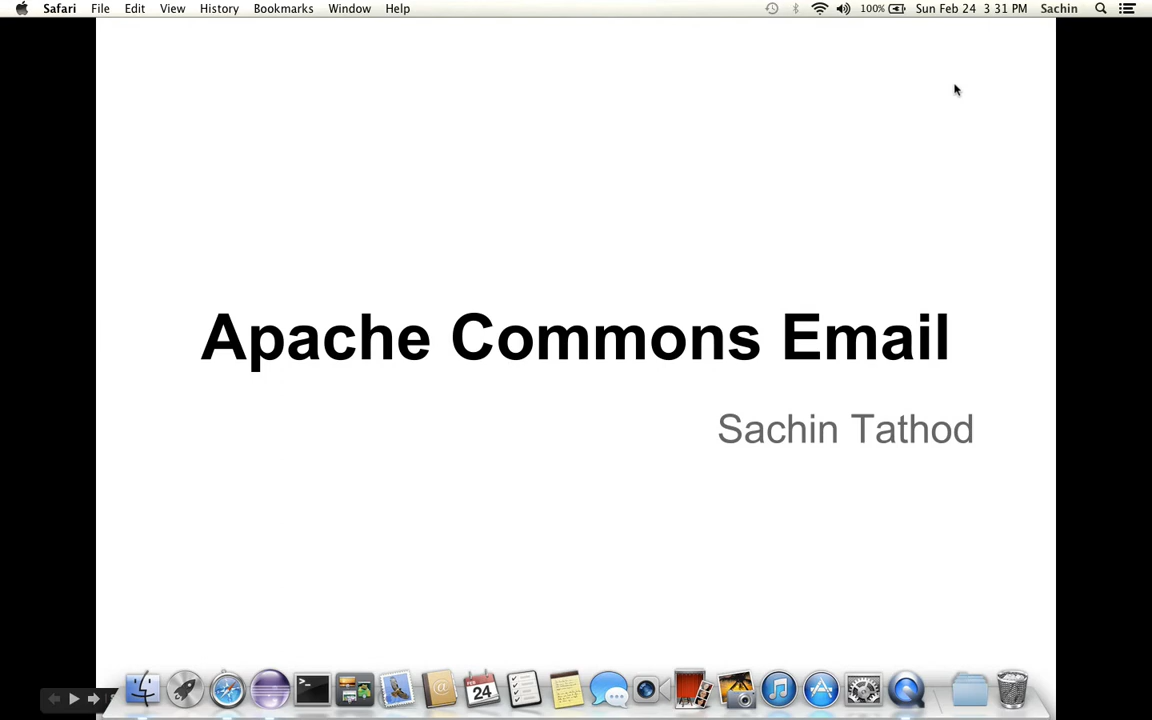 Safari File Edit View History Bookmarks Window Help 100% Sun Feb 24 3 31 PM Sachin
Apache Commons Email
Sachin Tathod
FEB
24